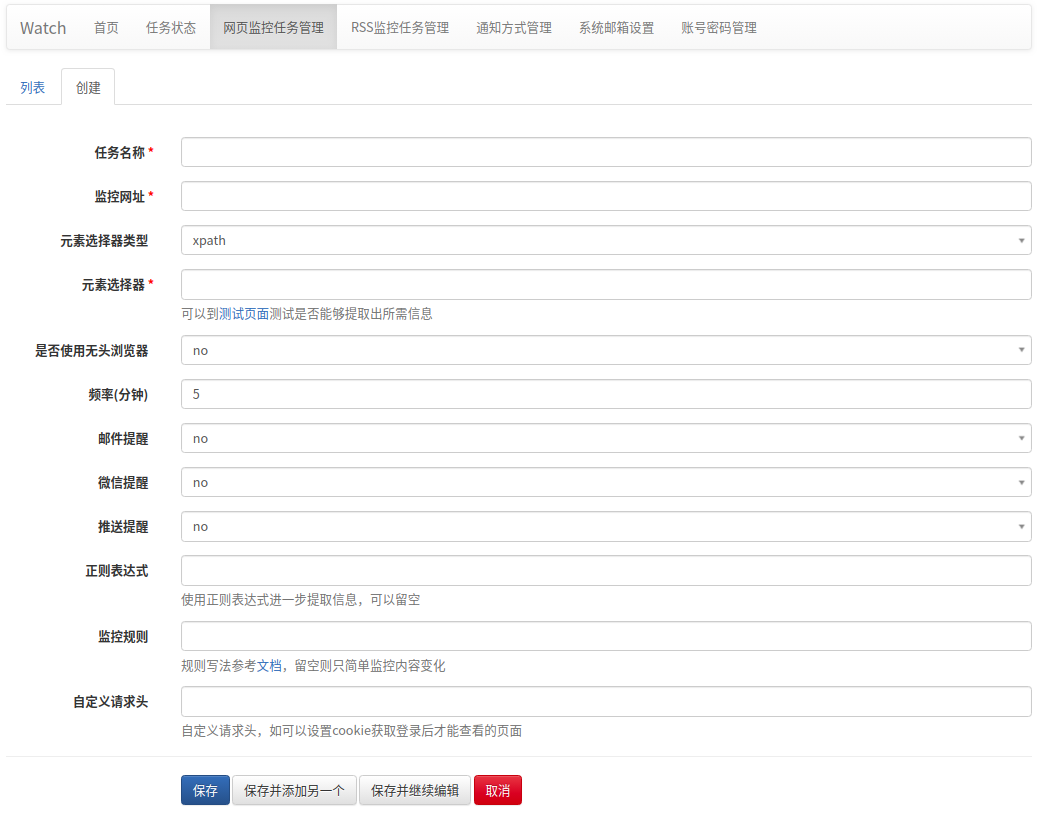 Watch 首页 任务状态 网页监控任务管理 RSS监控任务管理 通知方式管理 系统邮箱设置 账号密码管理
列表 创建
任务名称 *
监控网址 *
元素选择器类型 xpath
元素选择器 *
可以到测试页面测试是否能够提取出所需信息
是否使用无头浏览器 no
频率(分钟) 5
邮件提醒 no
微信提醒 no
推送提醒 no
正则表达式
使用正则表达式进一步提取信息，可以留空
监控规则
规则写法参考文档，留空则只简单监控内容变化
自定义请求头
自定义请求头，如可以设置cookie获取登录后才能查看的页面
保存 保存并添加另一个 保存并继续编辑 取消